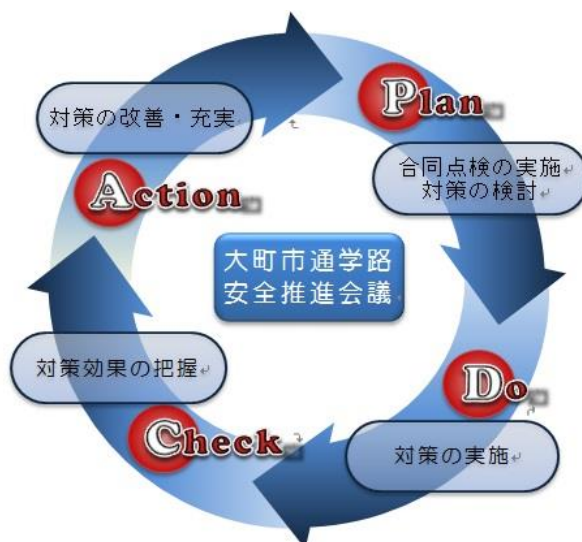 Plan
合同点検の実施
対策の検討
Do
対策の実施
Check
対策効果の把握
Action
対策の改善・充実
大町市通学路
安全推進会議